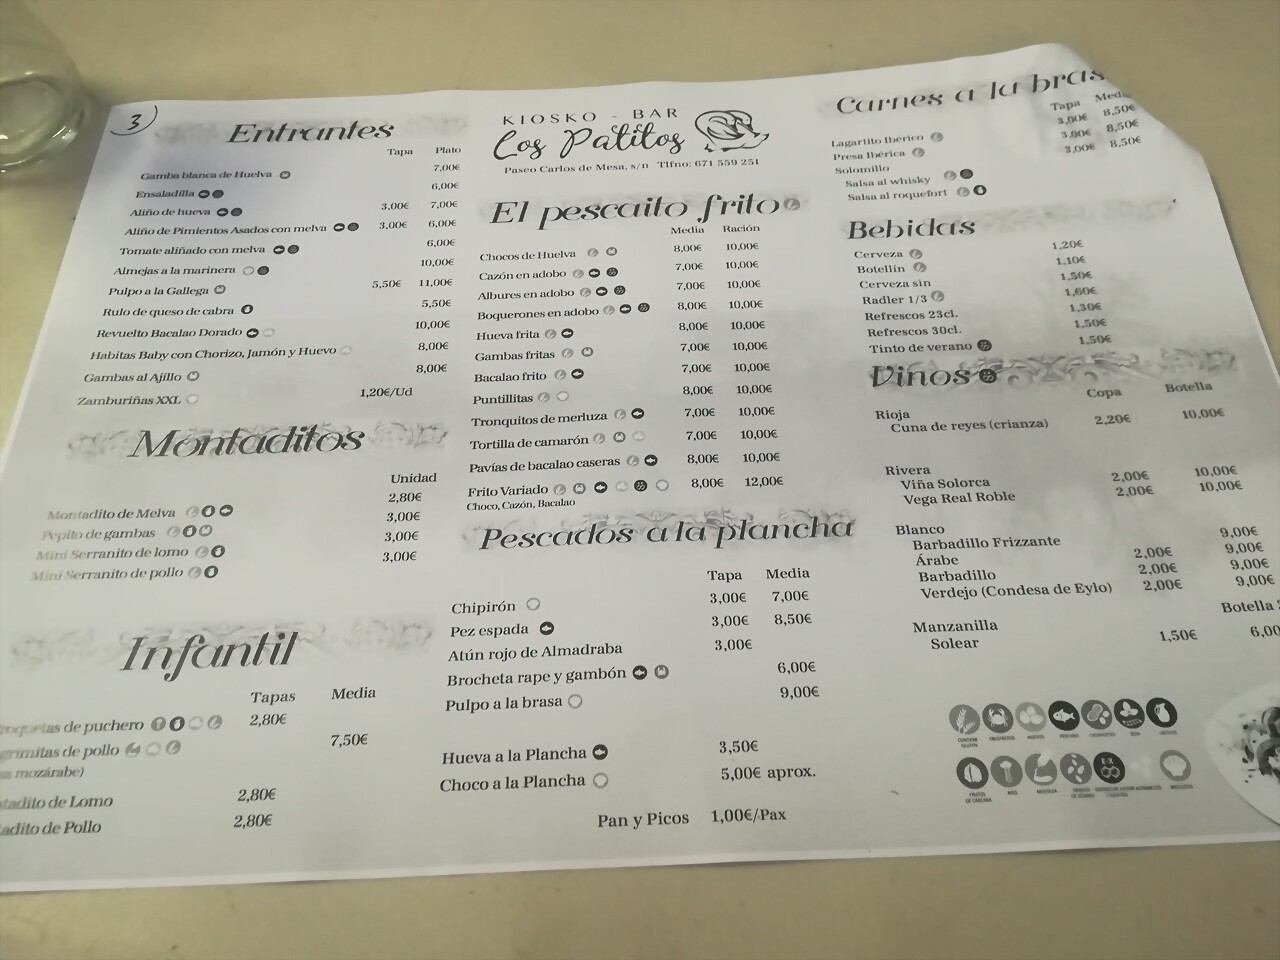 3
Entrantes
Tapa Plato
Gamba blanca de Huelva 7,00€
Ensaladilla 6,00€
Aliño de hueva 3,00€ 7,00€
Aliño de Pimientos Asados con melva 3,00€ 6,00€
Tomate aliñado con melva 6,00€
Almejas a la marinera 10,00€
Pulpo a la Gallega 5,50€ 11,00€
Rulo de queso de cabra 5,50€
Revuelto Bacalao Dorado 10,00€
Habitas Baby con Chorizo, Jamón y Huevo 8,00€
Gambas al Ajillo 8,00€
Zamburiñas XXL 1,20€/Ud
Montaditos
Unidad
Montadito de Melva 2,80€
Pepito de gambas 3,00€
Mini Serranito de lomo 3,00€
Mini Serranito de pollo 3,00€
Infantil
Tapas Media
de puchero 2,80€
de pollo 7,50€
mozárabe)
de Lomo 2,80€
de Pollo 2,80€
KIOSKO - BAR
Los Patitos
Paseo Carlos de Mesa, s/n Tlfno: 671 559 251
El pescaito frito
Media Ración
Chocos de Huelva 8,00€ 10,00€
Cazón en adobo 7,00€ 10,00€
Albures en adobo 7,00€ 10,00€
Boquerones en adobo 8,00€ 10,00€
Hueva frita 8,00€ 10,00€
Gambas fritas 7,00€ 10,00€
Bacalao frito 7,00€ 10,00€
Puntillitas 8,00€ 10,00€
Tronquitos de merluza 7,00€ 10,00€
Tortilla de camarón 7,00€ 10,00€
Pavías de bacalao caseras 8,00€ 10,00€
Frito Variado 8,00€ 12,00€
Choco, Cazón, Bacalao
Pescados a la plancha
Tapa Media
Chipirón 3,00€ 7,00€
Pez espada 3,00€ 8,50€
Atún rojo de Almadraba 3,00€
Brocheta rape y gambón 6,00€
Pulpo a la brasa 9,00€
Hueva a la Plancha 3,50€
Choco a la Plancha 5,00€ aprox.
Pan y Picos 1,00€/Pax
Carnes a la bras
Tapa Media
Lagartito Ibérico 3,00€ 8,50€
Presa Ibérica 3,00€ 8,50€
Solomillo 3,00€ 8,50€
Salsa al whisky
Salsa al roquefort
Bebidas
Cerveza 1,20€
Botellín 1,10€
Cerveza sin 1,50€
Radler 1/3 1,60€
Refrescos 23cl. 1,30€
Refrescos 30cl. 1,50€
Tinto de verano 1,50€
Vinos
Copa Botella
Rioja
Cuna de reyes (crianza) 2,20€ 10,00€
Rivera
Viña Solorca 2,00€ 10,00€
Vega Real Roble 2,00€ 10,00€
Blanco
Barbadillo Frizzante 9,00€
Árabe 2,00€ 9,00€
Barbadillo 2,00€ 9,00€
Verdejo (Condesa de Eylo) 2,00€ 9,00€
Botella
Manzanilla
Solear 1,50€ 6,00